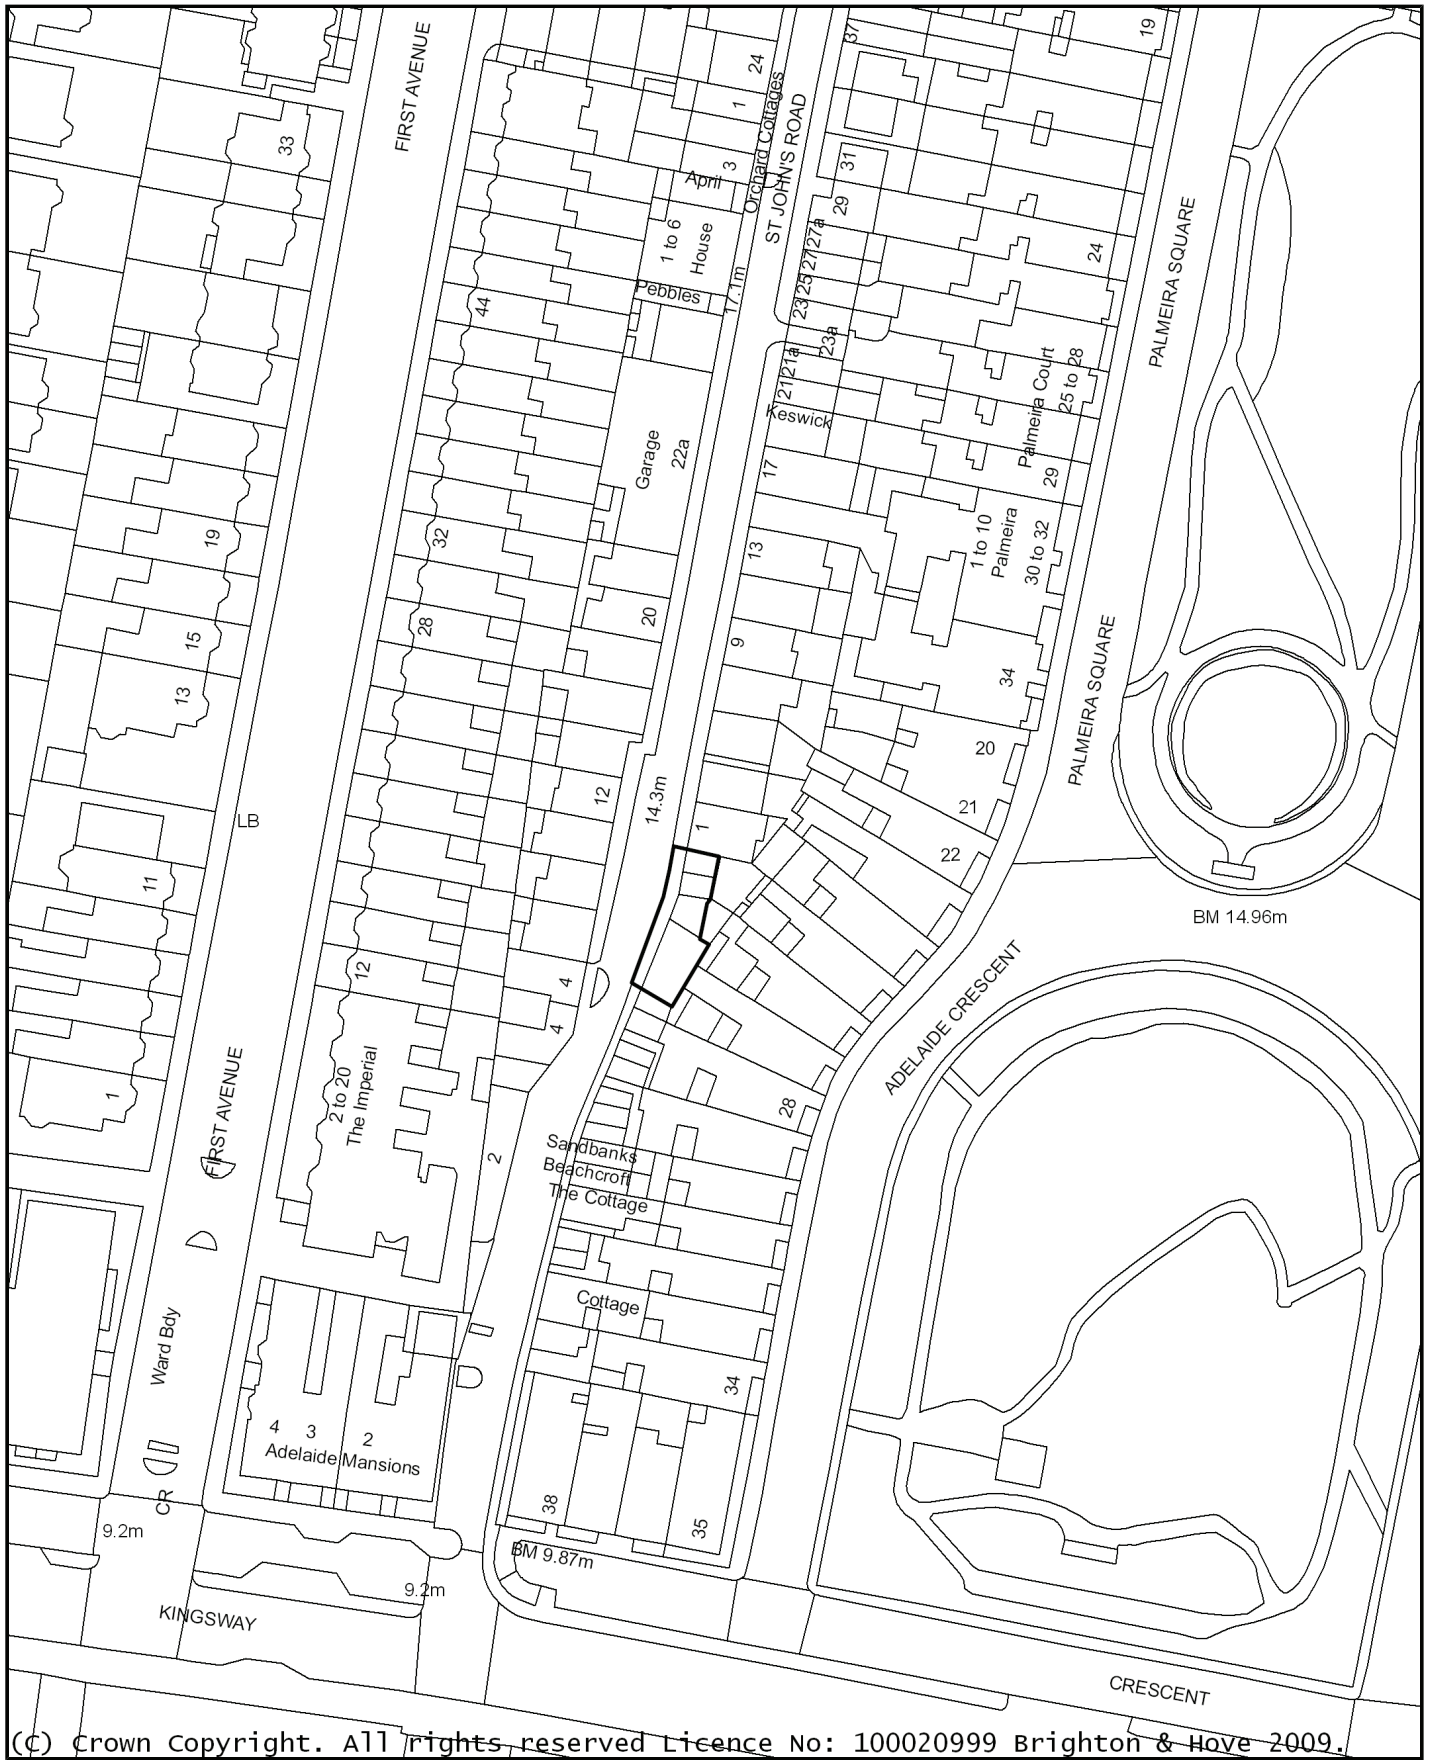 FIRST AVENUE
24
37
19
33
1
Orchard Cottages
ST JOHN'S ROAD
3
April
31
29
1 to 6
House
27a
PALMEIRA SQUARE
24
Pebbles
17.1m
27
25
23
44
23a
21a
21
Palmeira Court
25 to 28
Keswick
Garage
22a
17
29
19
32
13
1 to 10
Palmeira
30 to 32
15
28
20
9
13
34
PALMEIRA SQUARE
20
12
14.3m
21
LB
1
22
11
BM 14.96m
12
4
4
ADELAIDE CRESCENT
1
FIRST AVENUE
2 to 20
The Imperial
28
2
Sandbanks
Beachcroft
The Cottage
Cottage
Ward Bdy
34
4
3
2
Adelaide Mansions
CR
38
35
9.2m
BM 9.87m
9.2m
KINGSWAY
CRESCENT
(C) Crown Copyright. All rights reserved Licence No: 100020999 Brighton & Hove 2009.